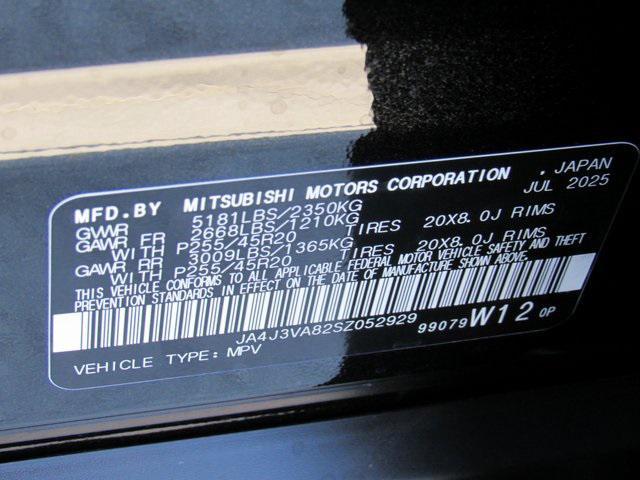 MFD.BY MITSUBISHI MOTORS CORPORATION . JAPAN
GVWR 5181LBS/2350KG JUL 2025
GAWR FR 2668LBS/1210KG
WITH P255/45R20 TIRES 20X8.0J RIMS
GAWR RR 3009LBS/1365KG
WITH P255/45R20 TIRES 20X8.0J RIMS
THIS VEHICLE CONFORMS TO ALL APPLICABLE FEDERAL MOTOR VEHICLE SAFETY AND THEFT
PREVENTION STANDARDS IN EFFECT ON THE DATE OF MANUFACTURE SHOWN ABOVE.
JA4J3VA82SZ052929 99079W12 0P
VEHICLE TYPE: MPV